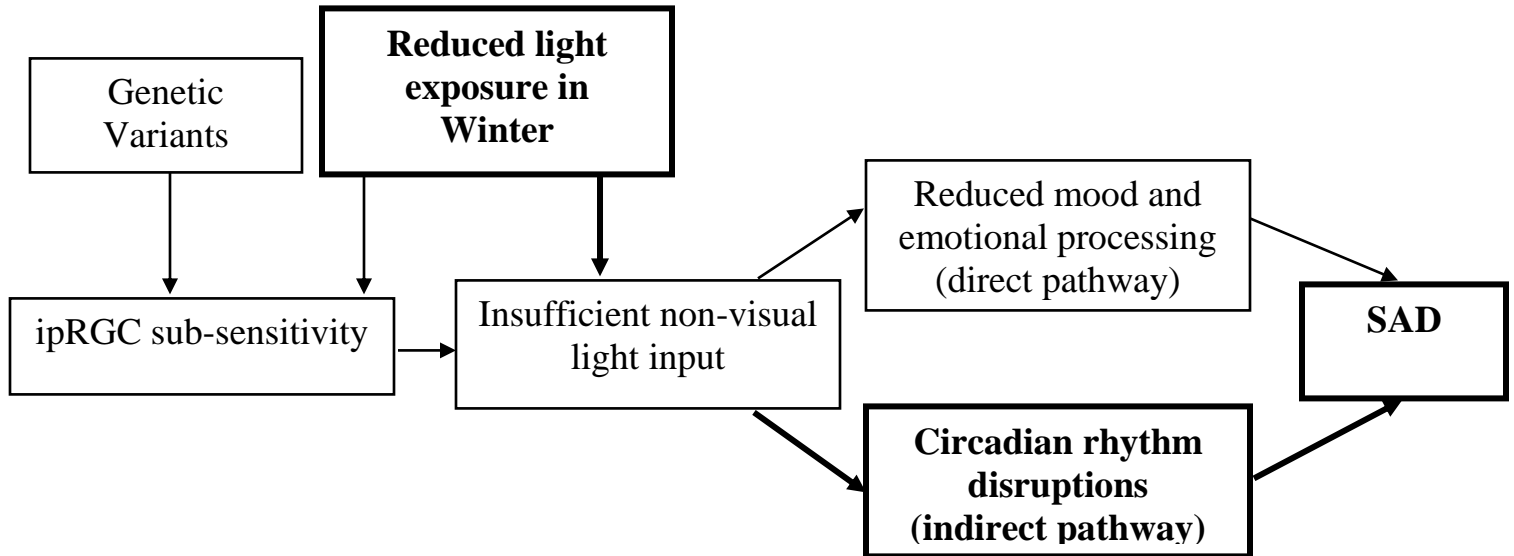 Genetic
Variants
Reduced light
exposure in
Winter
ipRGC sub-sensitivity
Insufficient non-visual
light input
Reduced mood and
emotional processing
(direct pathway)
Circadian rhythm
disruptions
(indirect pathway)
SAD